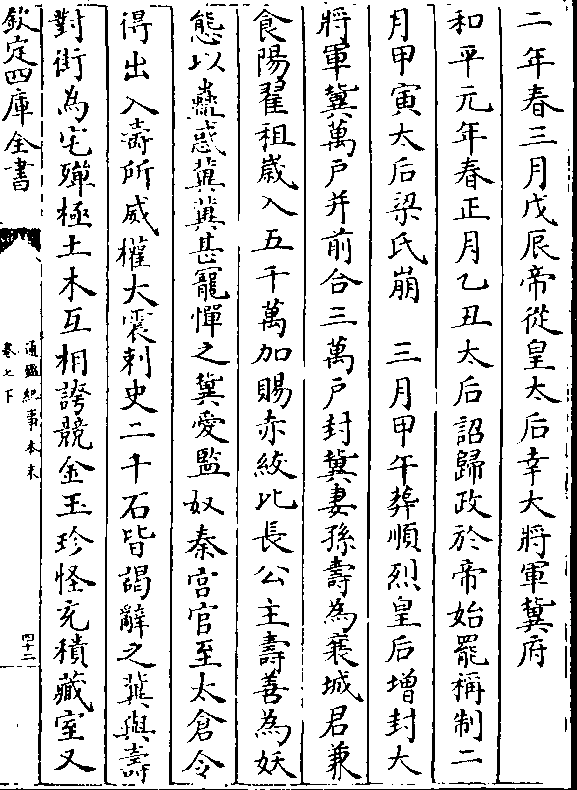 二年春三月戊辰帝從皇太后幸大將軍冀府
和平元年春正月乙丑太后詔歸政於帝始罷稱制二
月甲寅太后梁氏崩　三月甲午葬順烈皇后增封大
將軍冀萬戶并前合三萬戶封冀妻孫壽為襄城君兼
食陽翟租歲入五千萬加賜赤紱比長公主壽善為妖
態以蠱惑冀冀甚寵憚之冀愛監奴秦宮官至太倉令
得出入壽所威權大震刺史二千石皆謁辭之冀與壽
對街為宅殫極土木互相誇競金玉珍怪充積藏室又
欽定四庫全書
通鑑紀事本末
卷七下
四十二